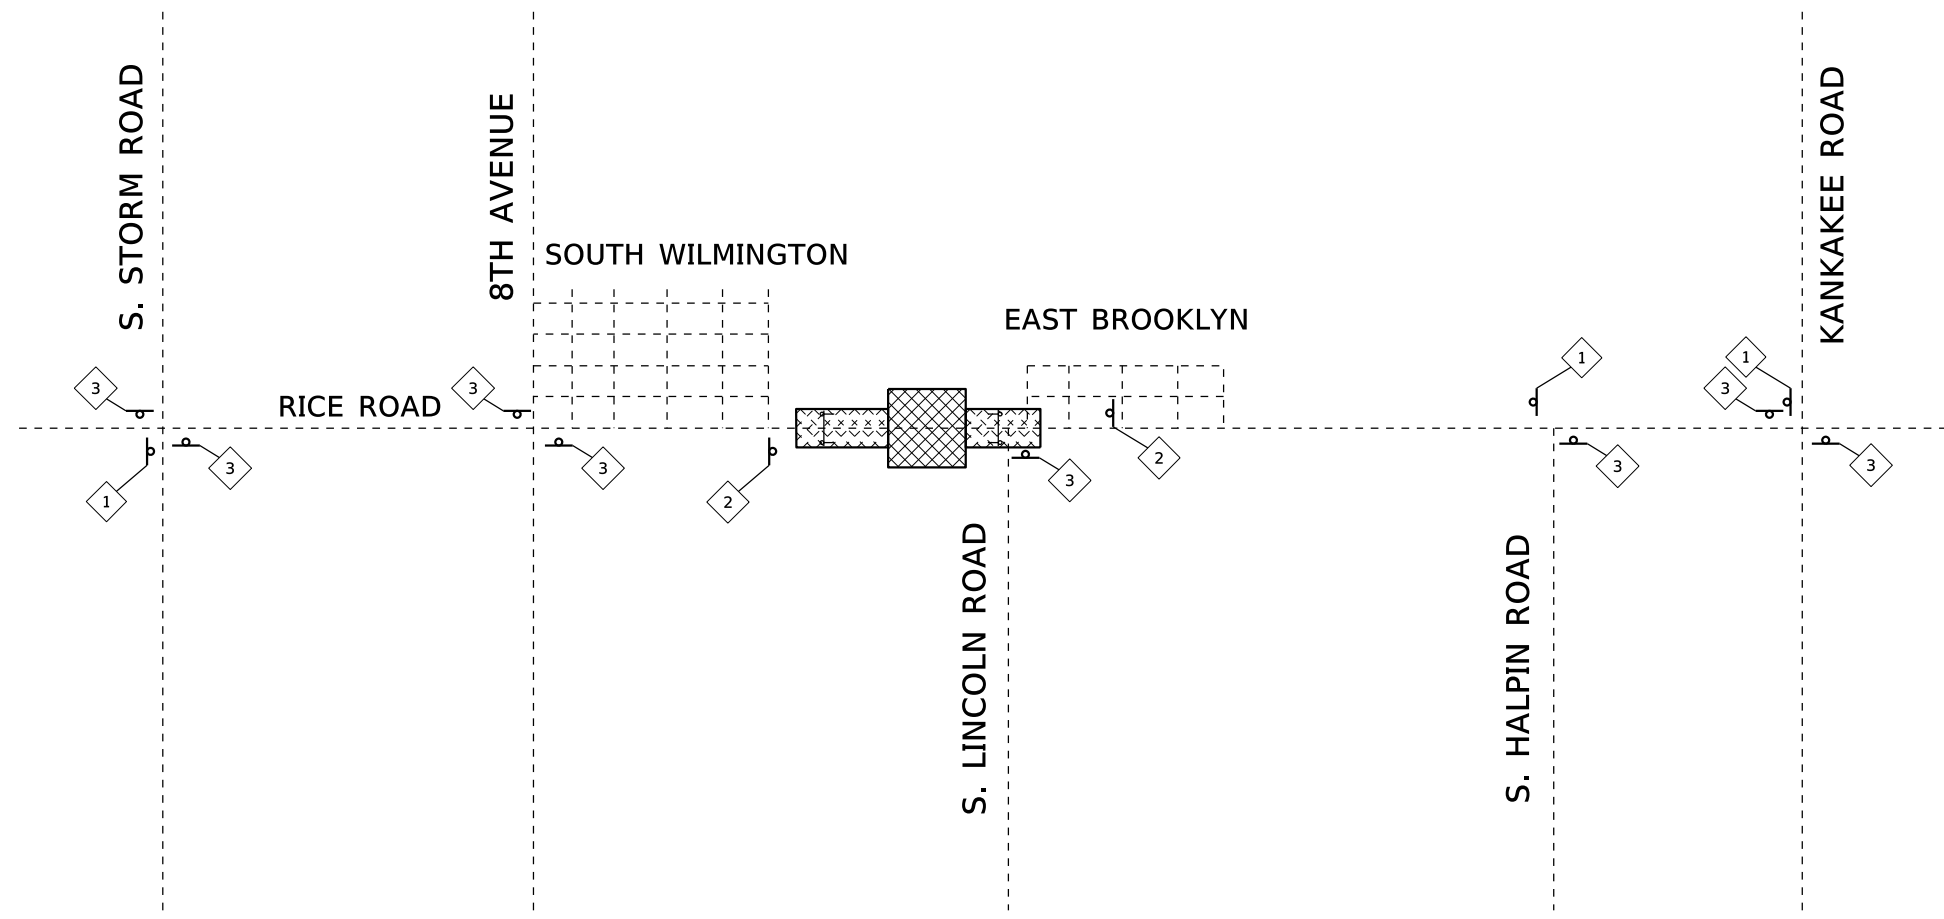 S. STORM ROAD
8TH AVENUE
KANKAKEE ROAD
SOUTH WILMINGTON
EAST BROOKLYN
RICE ROAD
3
3
1
1
3
3
1
3
2
3
2
3
3
S. LINCOLN ROAD
S. HALPIN ROAD